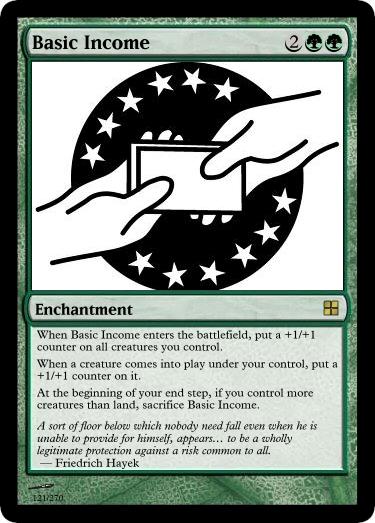 Basic Income 2
Enchantment
When Basic Income enters the battlefield, put a +1/+1
counter on all creatures you control.
When a creature comes into play under your control, put a
+1/+1 counter on it.
At the beginning of your end step, if you control more
creatures than land, sacrifice Basic Income.
A sort of floor below which nobody need fall even when he is
unable to provide for himself, appears… to be a wholly
legitimate protection against a risk common to all.
— Friedrich Hayek
121/270